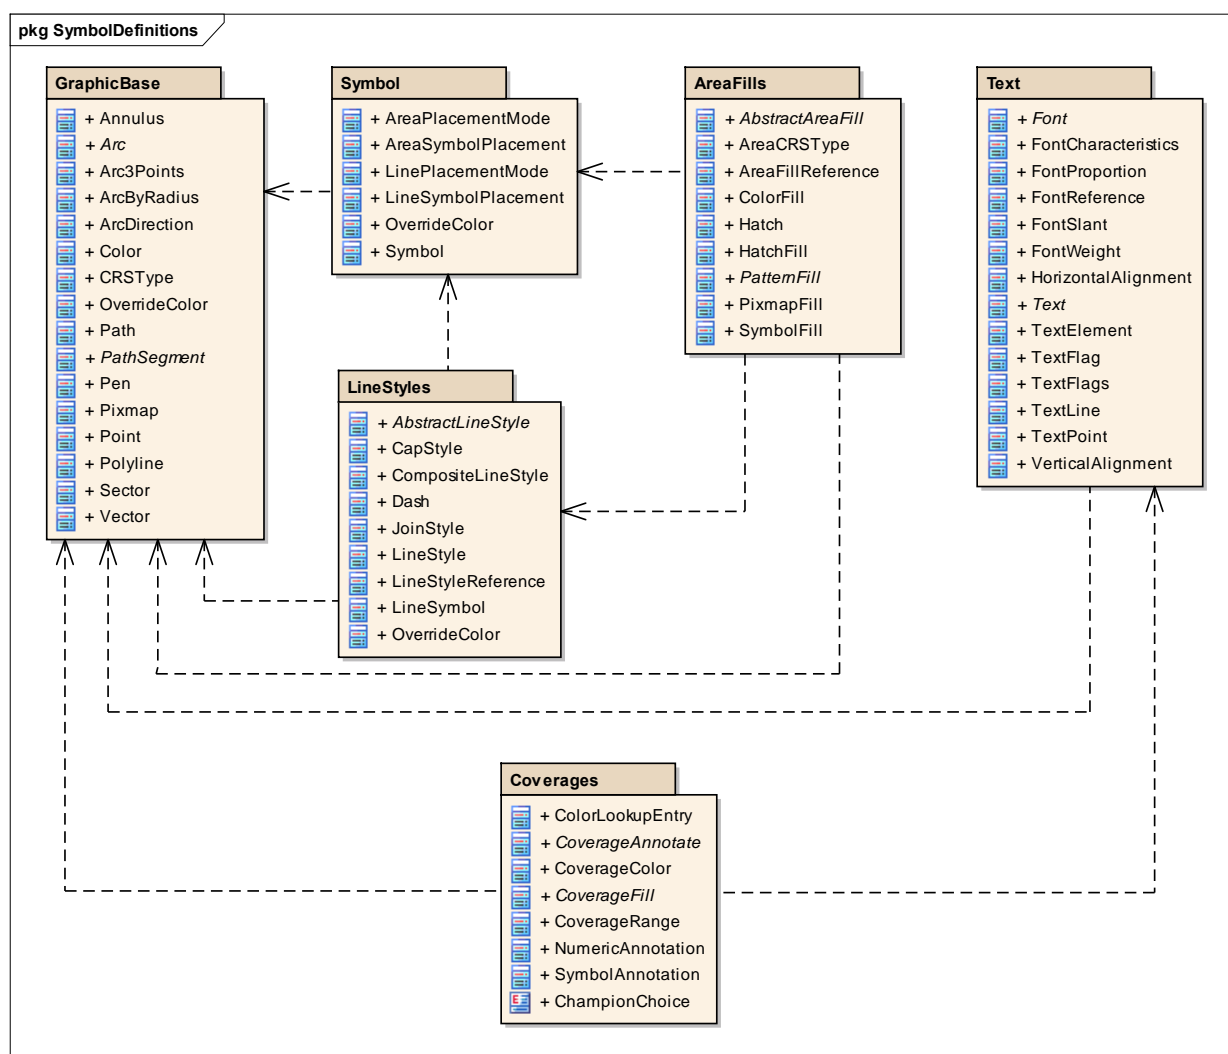 pkg SymbolDefinitions
GraphicBase
+ Annulus
+ Arc
+ Arc3Points
+ ArcByRadius
+ ArcDirection
+ Color
+ CRSType
+ OverrideColor
+ Path
+ PathSegment
+ Pen
+ Pixmap
+ Point
+ Polyline
+ Sector
+ Vector
Symbol
+ AreaPlacementMode
+ AreaSymbolPlacement
+ LinePlacementMode
+ LineSymbolPlacement
+ OverrideColor
+ Symbol
AreaFills
+ AbstractAreaFill
+ AreaCRSType
+ AreaFillReference
+ ColorFill
+ Hatch
+ HatchFill
+ PatternFill
+ PixmapFill
+ SymbolFill
Text
+ Font
+ FontCharacteristics
+ FontProportion
+ FontReference
+ FontSlant
+ FontWeight
+ HorizontalAlignment
+ Text
+ TextElement
+ TextFlag
+ TextFlags
+ TextLine
+ TextPoint
+ VerticalAlignment
LineStyles
+ AbstractLineStyle
+ CapStyle
+ CompositeLineStyle
+ Dash
+ JoinStyle
+ LineStyle
+ LineStyleReference
+ LineSymbol
+ OverrideColor
Coverages
+ ColorLookupEntry
+ CoverageAnnotate
+ CoverageColor
+ CoverageFill
+ CoverageRange
+ NumericAnnotation
+ SymbolAnnotation
+ ChampionChoice